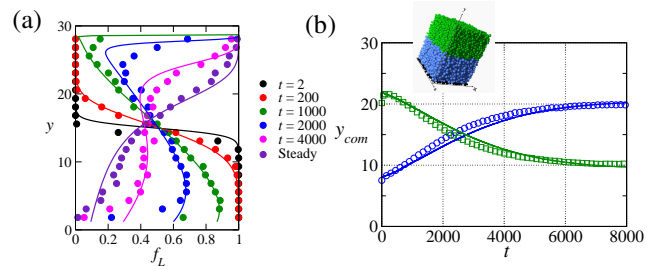 (a)
30
20
y
10
0
0 0.2 0.4 0.6 0.8 1
f_L
t = 2
t = 200
t = 1000
t = 2000
t = 4000
Steady
(b)
30
20
y_com
10
0
0 2000 4000 6000 8000
t